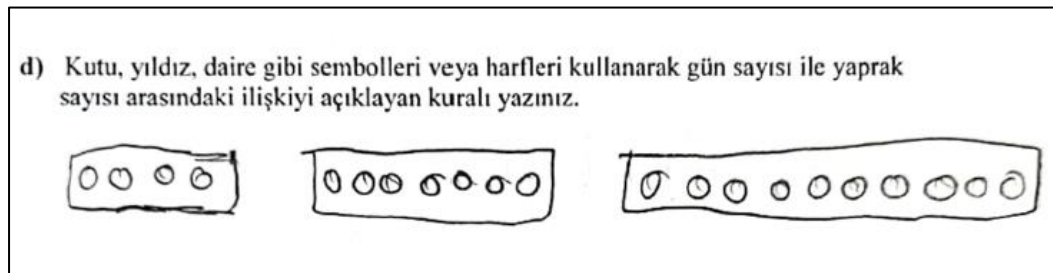 d) Kutu, yıldız, daire gibi sembolleri veya harfleri kullanarak gün sayısı ile yaprak
sayısı arasındaki ilişkiyi açıklayan kuralı yazınız.